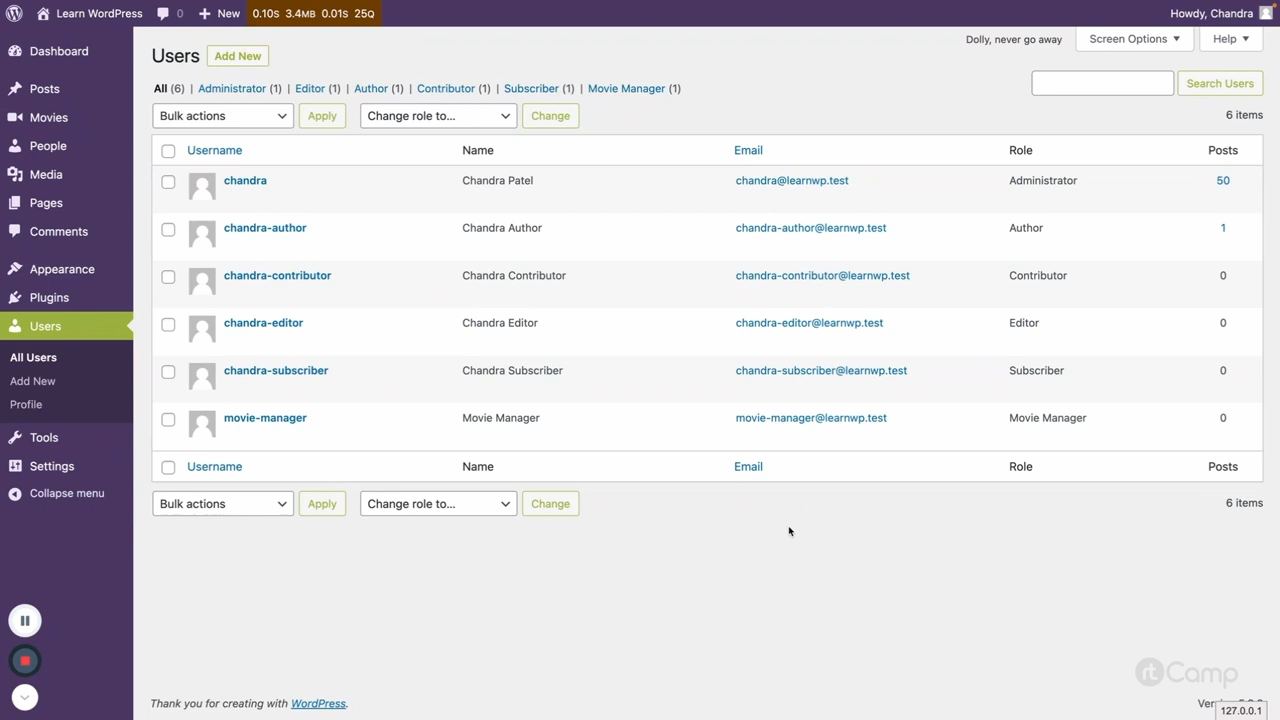 Learn WordPress 0 New 0.10S 3.4MB 0.01S 25Q Howdy, Chandra
Dashboard
Posts
Movies
People
Media
Pages
Comments
Appearance
Plugins
Users
All Users
Add New
Profile
Tools
Settings
Collapse menu
Dolly, never go away Screen Options Help
Users Add New
All (6) | Administrator (1) | Editor (1) | Author (1) | Contributor (1) | Subscriber (1) | Movie Manager (1)
Search Users
Bulk actions Apply Change role to... Change 6 items
Username Name Email Role Posts
chandra Chandra Patel chandra@learnwp.test Administrator 50
chandra-author Chandra Author chandra-author@learnwp.test Author 1
chandra-contributor Chandra Contributor chandra-contributor@learnwp.test Contributor 0
chandra-editor Chandra Editor chandra-editor@learnwp.test Editor 0
chandra-subscriber Chandra Subscriber chandra-subscriber@learnwp.test Subscriber 0
movie-manager Movie Manager movie-manager@learnwp.test Movie Manager 0
Username Name Email Role Posts
Bulk actions Apply Change role to... Change 6 items
rtCamp
Thank you for creating with WordPress.
127.0.0.1